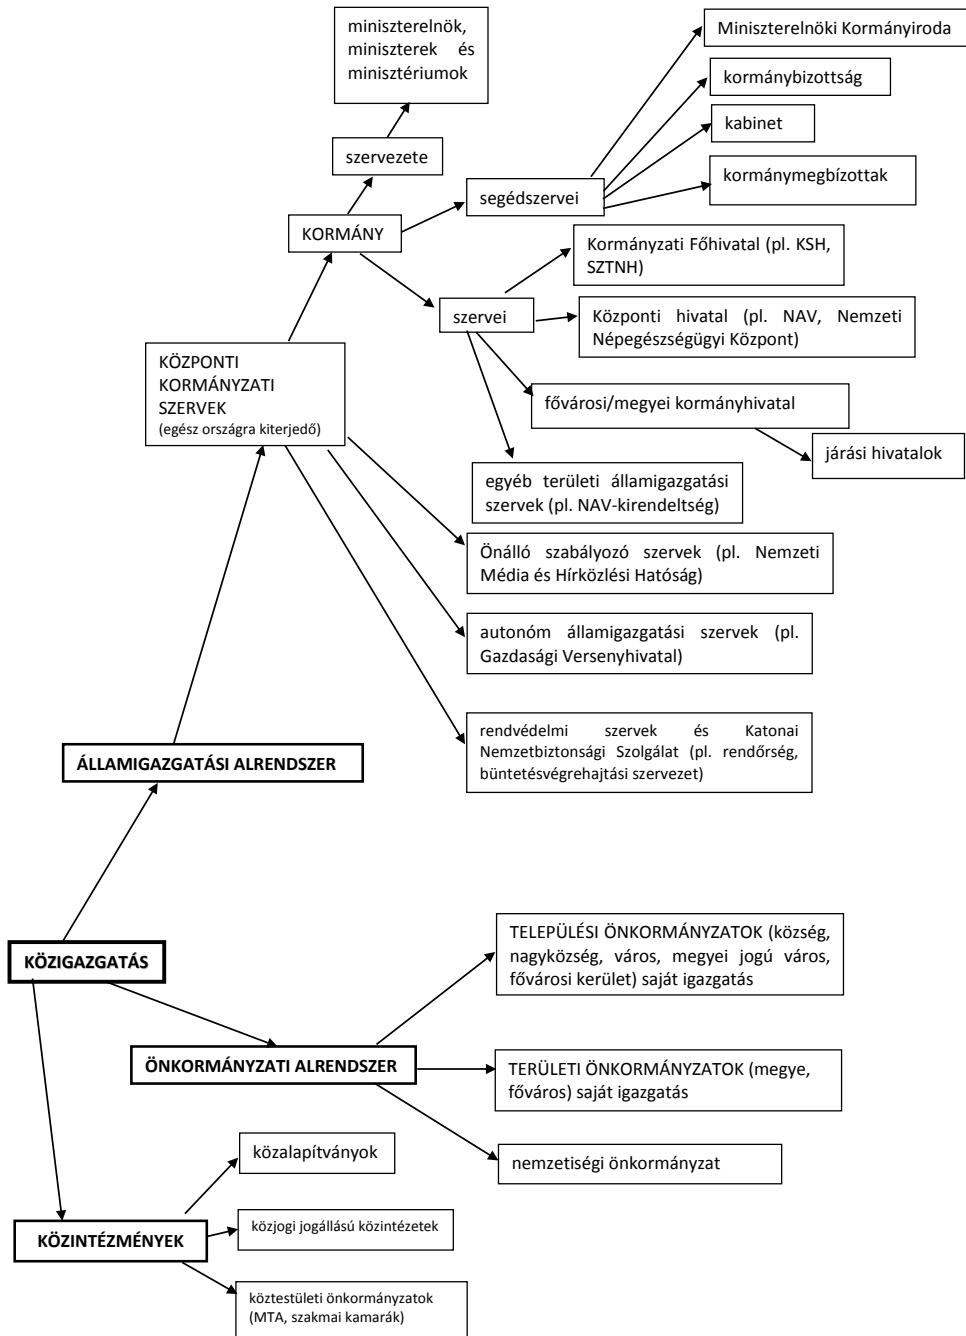 miniszterelnök,
miniszterek és
minisztériumok
Miniszterelnöki Kormányiroda
kormánybizottság
kabinet
kormánymegbízottak
szervezete
segédszervei
KORMÁNY
Kormányzati Főhivatal (pl. KSH,
SZTNH)
szervei
Központi hivatal (pl. NAV, Nemzeti
Népegészségügyi Központ)
KÖZPONTI
KORMÁNYZATI
SZERVEK
(egész országra kiterjedő)
fővárosi/megyei kormányhivatal
járási hivatalok
egyéb területi államigazgatási
szervek (pl. NAV-kirendeltség)
Önálló szabályozó szervek (pl. Nemzeti
Média és Hírközlési Hatóság)
autonóm államigazgatási szervek (pl.
Gazdasági Versenyhivatal)
rendvédelmi szervek és Katonai
Nemzetbiztonsági Szolgálat (pl. rendőrség,
büntetésvégrehajtási szervezet)
ÁLLAMIGAZGATÁSI ALRENDSZER
KÖZIGAZGATÁS
TELEPÜLÉSI ÖNKORMÁNYZATOK (község,
nagyközség, város, megyei jogú város,
fővárosi kerület) saját igazgatás
ÖNKORMÁNYZATI ALRENDSZER
TERÜLETI ÖNKORMÁNYZATOK (megye,
főváros) saját igazgatás
nemzetiségi önkormányzat
közalapítványok
KÖZINTÉZMÉNYEK
közjogi jogállású közintézetek
köztestületi önkormányzatok
(MTA, szakmai kamarák)